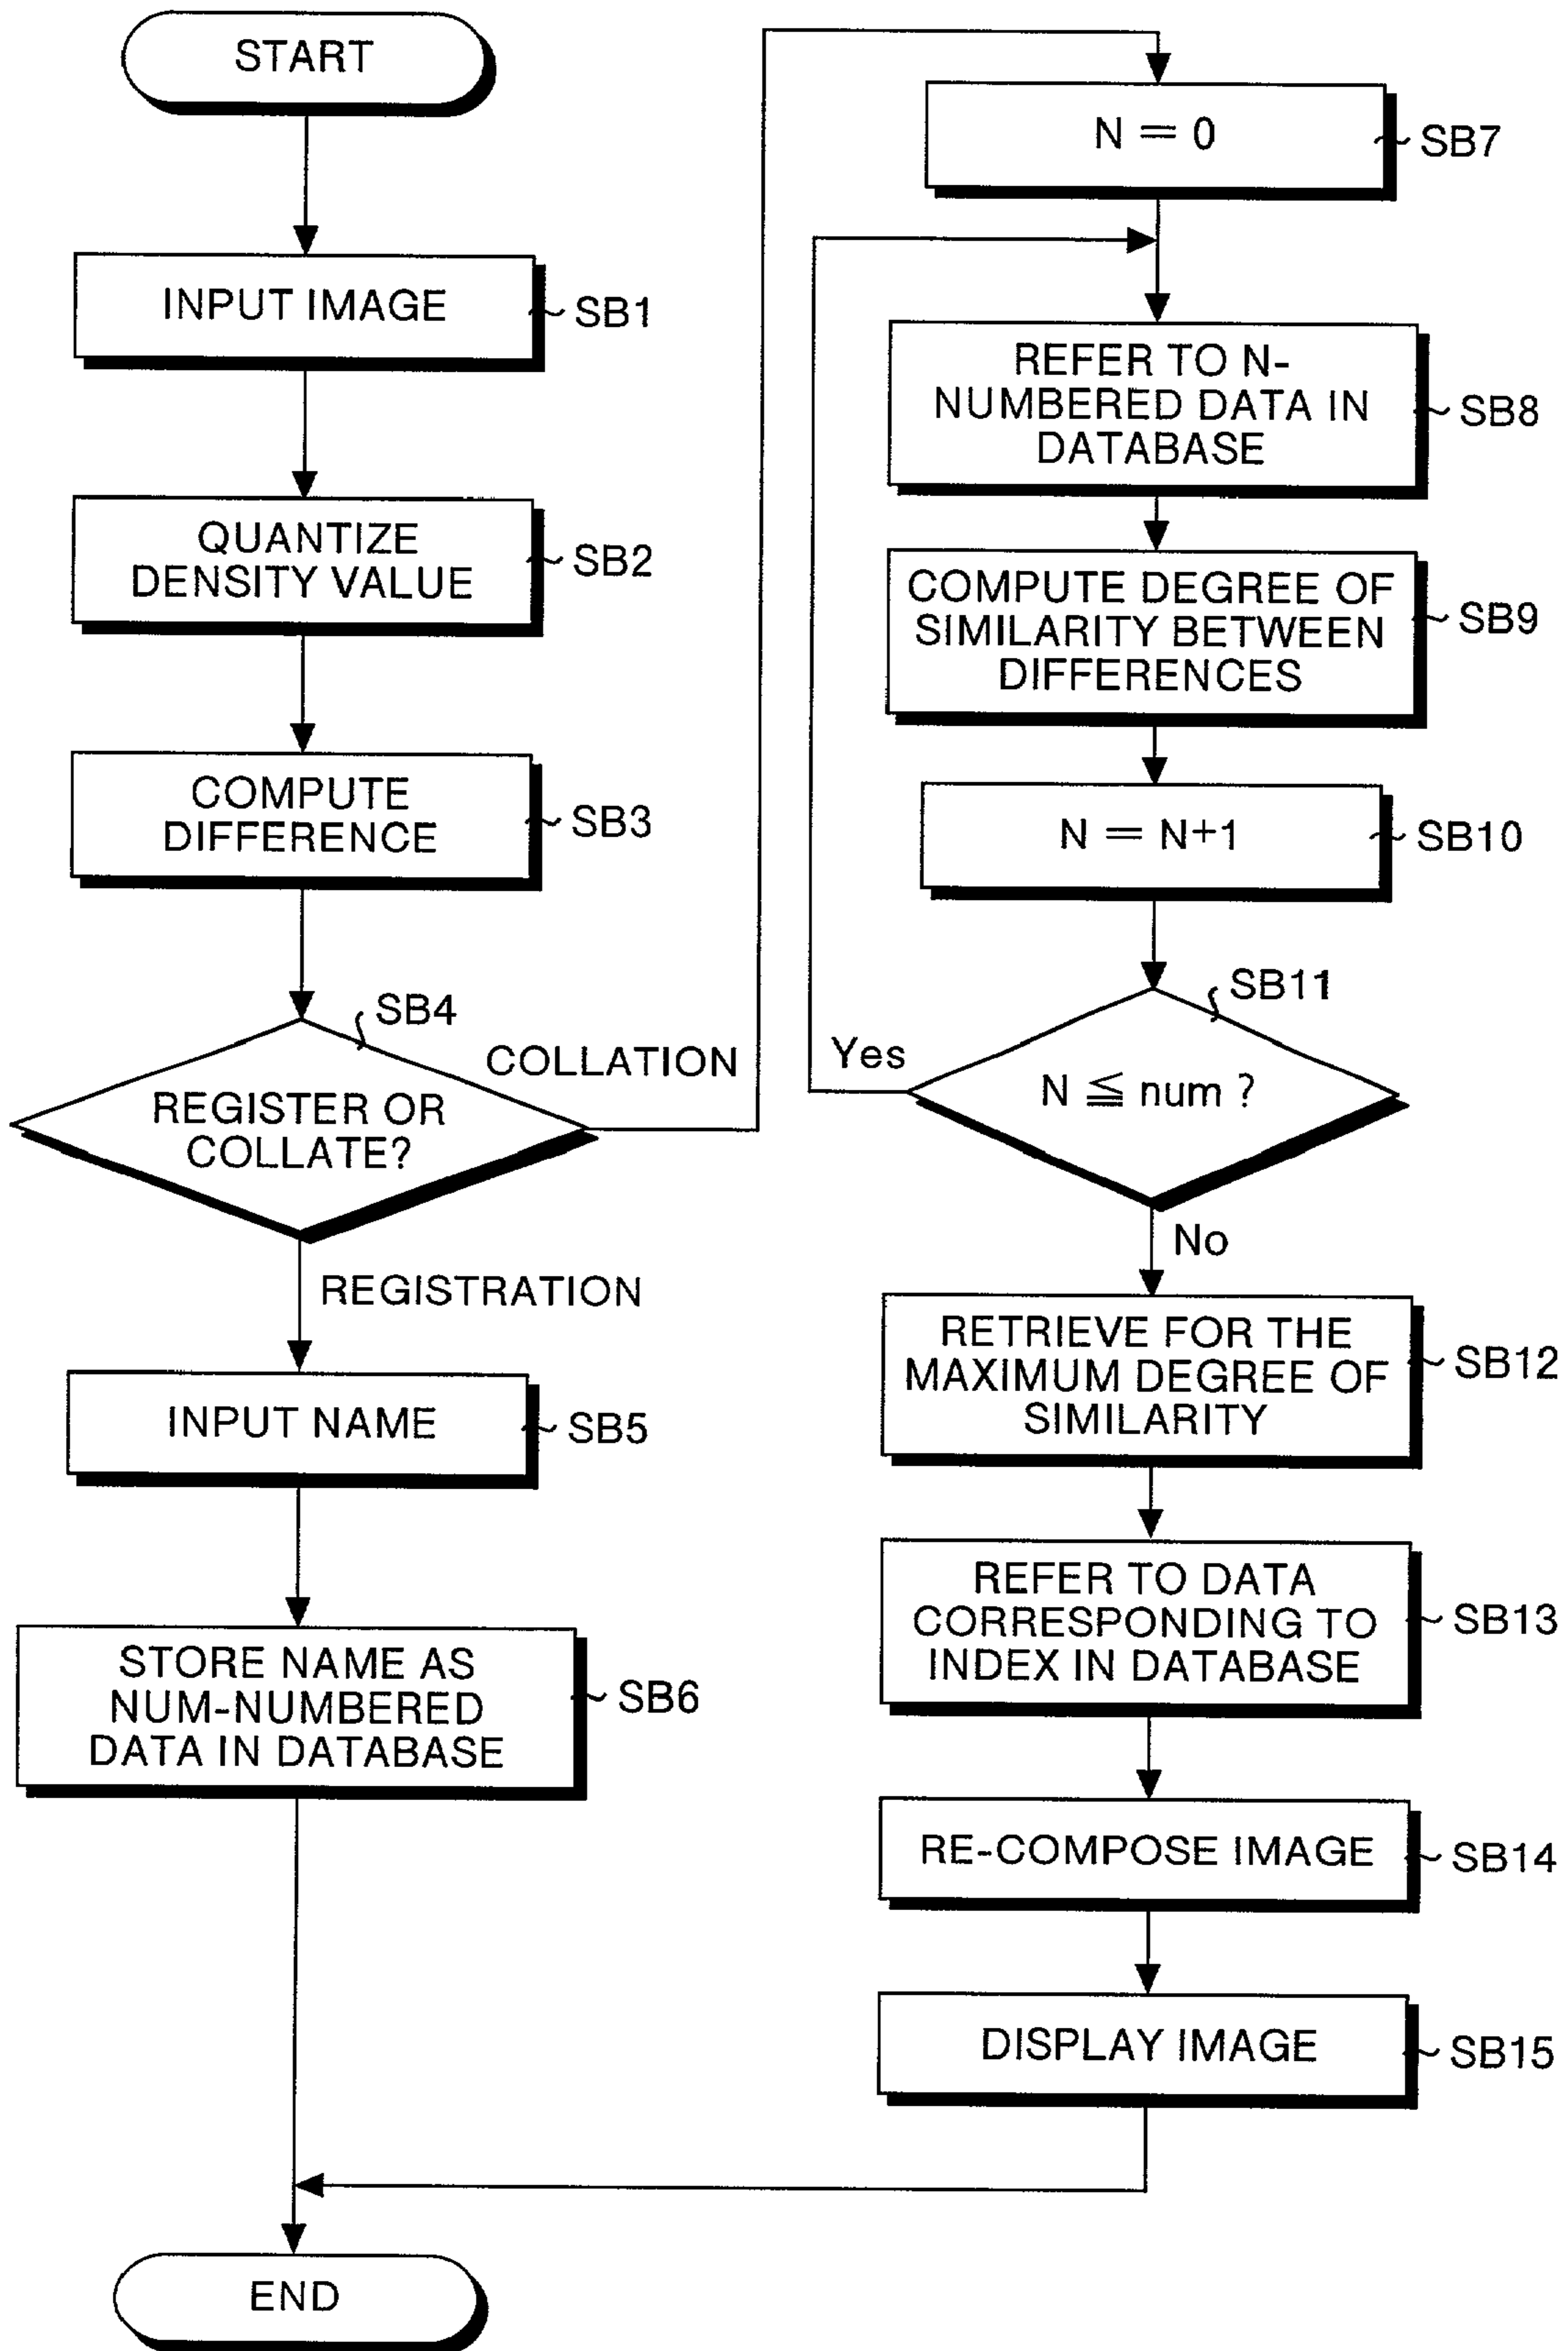 START
INPUT IMAGE
SB1
QUANTIZE
DENSITY VALUE
SB2
COMPUTE
DIFFERENCE
SB3
SB4
COLLATION
REGISTER OR
COLLATE?
REGISTRATION
INPUT NAME
SB5
STORE NAME AS
NUM-NUMBERED
DATA IN DATABASE
SB6
END
N = 0
SB7
REFER TO N-
NUMBERED DATA IN
DATABASE
SB8
COMPUTE DEGREE OF
SIMILARITY BETWEEN
DIFFERENCES
SB9
N = N+1
SB10
SB11
Yes
N ≦ num ?
No
RETRIEVE FOR THE
MAXIMUM DEGREE OF
SIMILARITY
SB12
REFER TO DATA
CORRESPONDING TO
INDEX IN DATABASE
SB13
RE-COMPOSE IMAGE
SB14
DISPLAY IMAGE
SB15